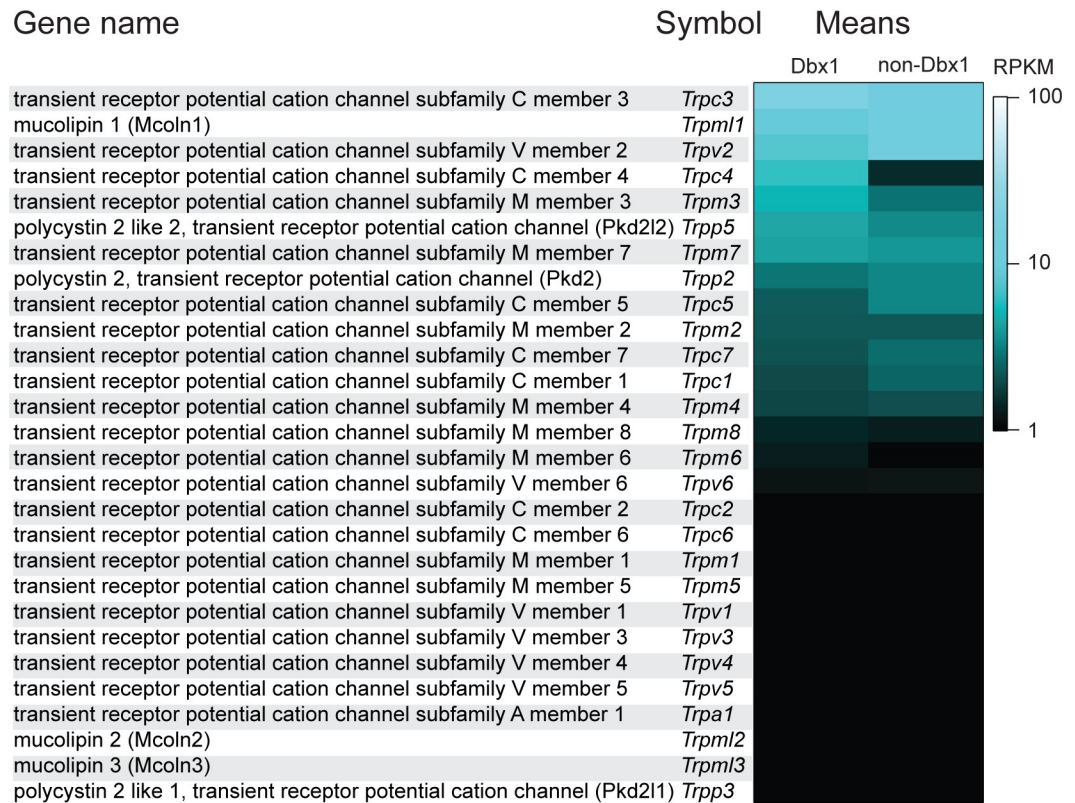 Gene name Symbol Means
Dbx1 non-Dbx1 RPKM
transient receptor potential cation channel subfamily C member 3 Trpc3 100
mucolipin 1 (Mcoln1) Trpml1
transient receptor potential cation channel subfamily V member 2 Trpv2
transient receptor potential cation channel subfamily C member 4 Trpc4
transient receptor potential cation channel subfamily M member 3 Trpm3
polycystin 2 like 2, transient receptor potential cation channel (Pkd2l2) Trpp5
transient receptor potential cation channel subfamily M member 7 Trpm7 10
polycystin 2, transient receptor potential cation channel (Pkd2) Trpp2
transient receptor potential cation channel subfamily C member 5 Trpc5
transient receptor potential cation channel subfamily M member 2 Trpm2
transient receptor potential cation channel subfamily C member 7 Trpc7
transient receptor potential cation channel subfamily C member 1 Trpc1
transient receptor potential cation channel subfamily M member 4 Trpm4
transient receptor potential cation channel subfamily M member 8 Trpm8 1
transient receptor potential cation channel subfamily M member 6 Trpm6
transient receptor potential cation channel subfamily V member 6 Trpv6
transient receptor potential cation channel subfamily C member 2 Trpc2
transient receptor potential cation channel subfamily C member 6 Trpc6
transient receptor potential cation channel subfamily M member 1 Trpm1
transient receptor potential cation channel subfamily M member 5 Trpm5
transient receptor potential cation channel subfamily V member 1 Trpv1
transient receptor potential cation channel subfamily V member 3 Trpv3
transient receptor potential cation channel subfamily V member 4 Trpv4
transient receptor potential cation channel subfamily V member 5 Trpv5
transient receptor potential cation channel subfamily A member 1 Trpa1
mucolipin 2 (Mcoln2) Trpml2
mucolipin 3 (Mcoln3) Trpml3
polycystin 2 like 1, transient receptor potential cation channel (Pkd2l1) Trpp3